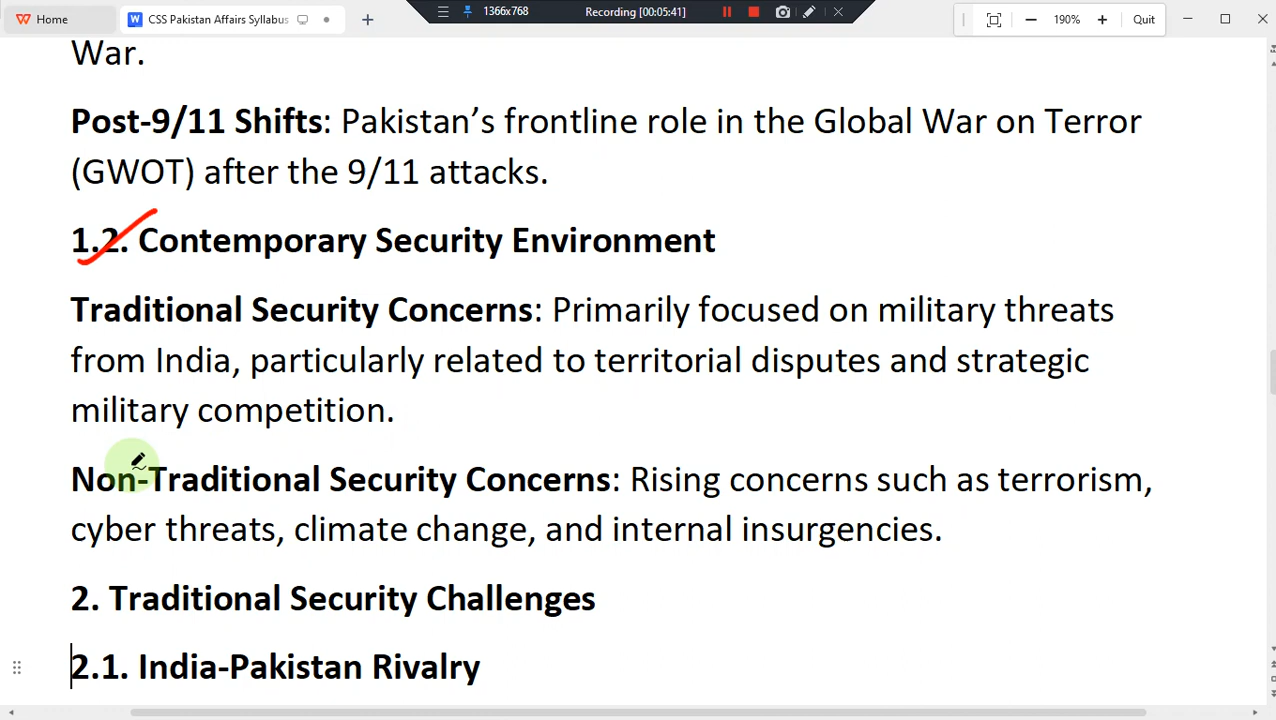 Home
CSS Pakistan Affairs Syllabus
1366x768
Recording [00:05:41]
190%
Quit
War.
Post-9/11 Shifts: Pakistan’s frontline role in the Global War on Terror
(GWOT) after the 9/11 attacks.
1.2. Contemporary Security Environment
Traditional Security Concerns: Primarily focused on military threats
from India, particularly related to territorial disputes and strategic
military competition.
Non-Traditional Security Concerns: Rising concerns such as terrorism,
cyber threats, climate change, and internal insurgencies.
2. Traditional Security Challenges
2.1. India-Pakistan Rivalry